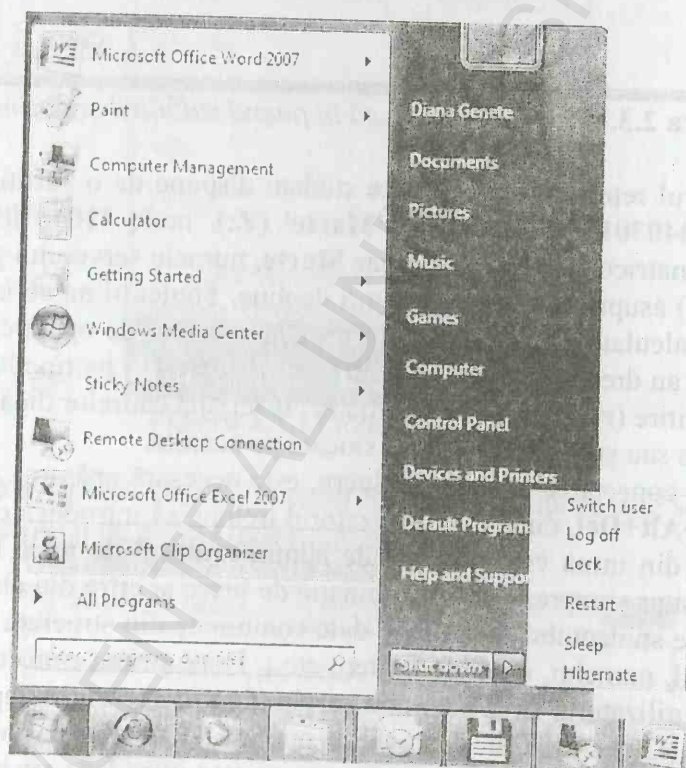 Microsoft Office Word 2007
Paint
Computer Management
Calculator
Getting Started
Windows Media Center
Sticky Notes
Remote Desktop Connection
Microsoft Office Excel 2007
Microsoft Clip Organizer
All Programs
Diana Genete
Documents
Pictures
Music
Games
Computer
Control Panel
Devices and Printers
Default Program
Help and Suppor
Shut down
Switch user
Log off
Lock
Restart
Sleep
Hibernate